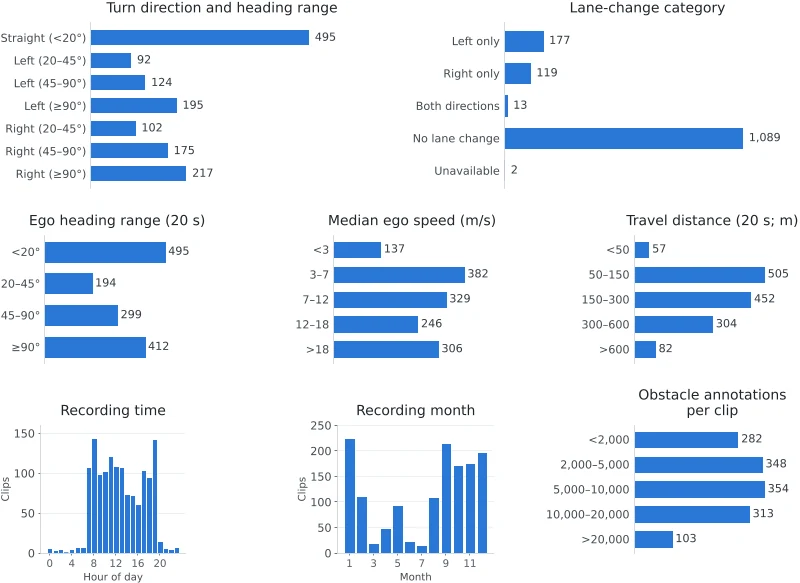 Turn direction and heading range
Straight (<20°) 495
Left (20–45°) 92
Left (45–90°) 124
Left (≥90°) 195
Right (20–45°) 102
Right (45–90°) 175
Right (≥90°) 217
Lane-change category
Left only 177
Right only 119
Both directions 13
No lane change 1,089
Unavailable 2
Ego heading range (20 s)
<20° 495
20–45° 194
45–90° 299
≥90° 412
Median ego speed (m/s)
<3 137
3–7 382
7–12 329
12–18 246
>18 306
Travel distance (20 s; m)
<50 57
50–150 505
150–300 452
300–600 304
>600 82
Recording time
150
100
50
0
Clips
0 4 8 12 16 20
Hour of day
Recording month
250
200
150
100
50
0
Clips
1 3 5 7 9 11
Month
Obstacle annotations
per clip
<2,000 282
2,000–5,000 348
5,000–10,000 354
10,000–20,000 313
>20,000 103